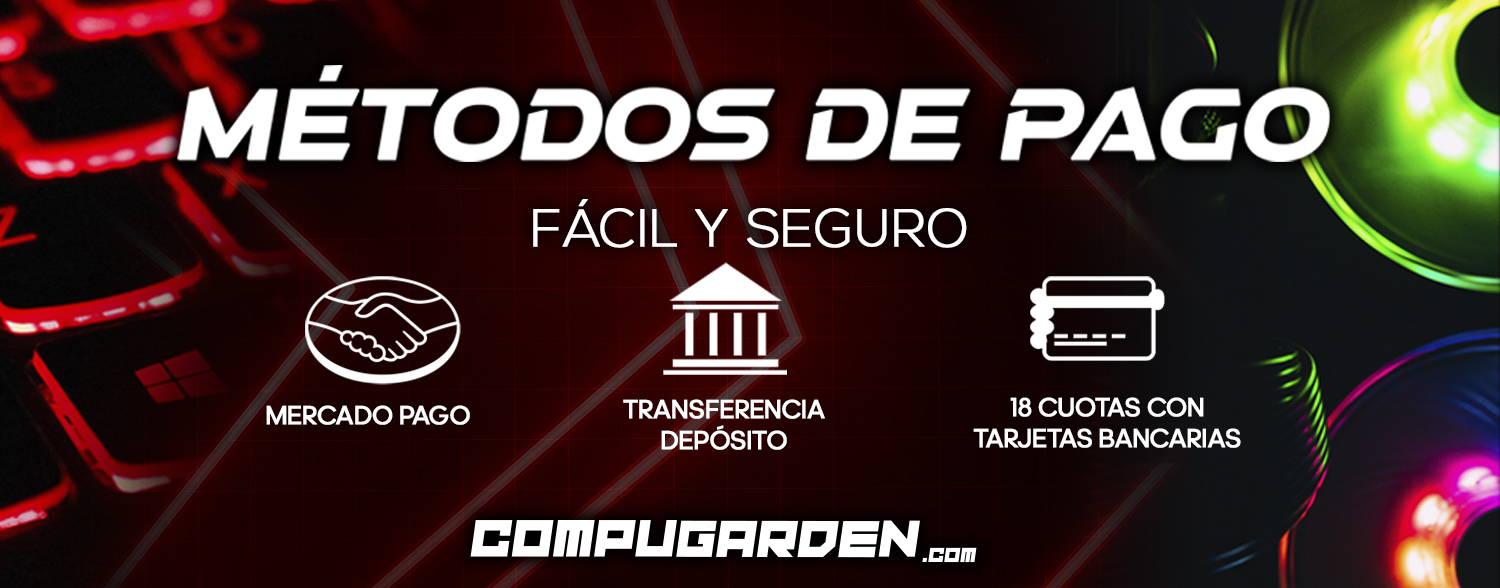 MÉTODOS DE PAGO
FÁCIL Y SEGURO
MERCADO PAGO
TRANSFERENCIA
DEPÓSITO
18 CUOTAS CON
TARJETAS BANCARIAS
COMPUGARDEN.COM
X
Z